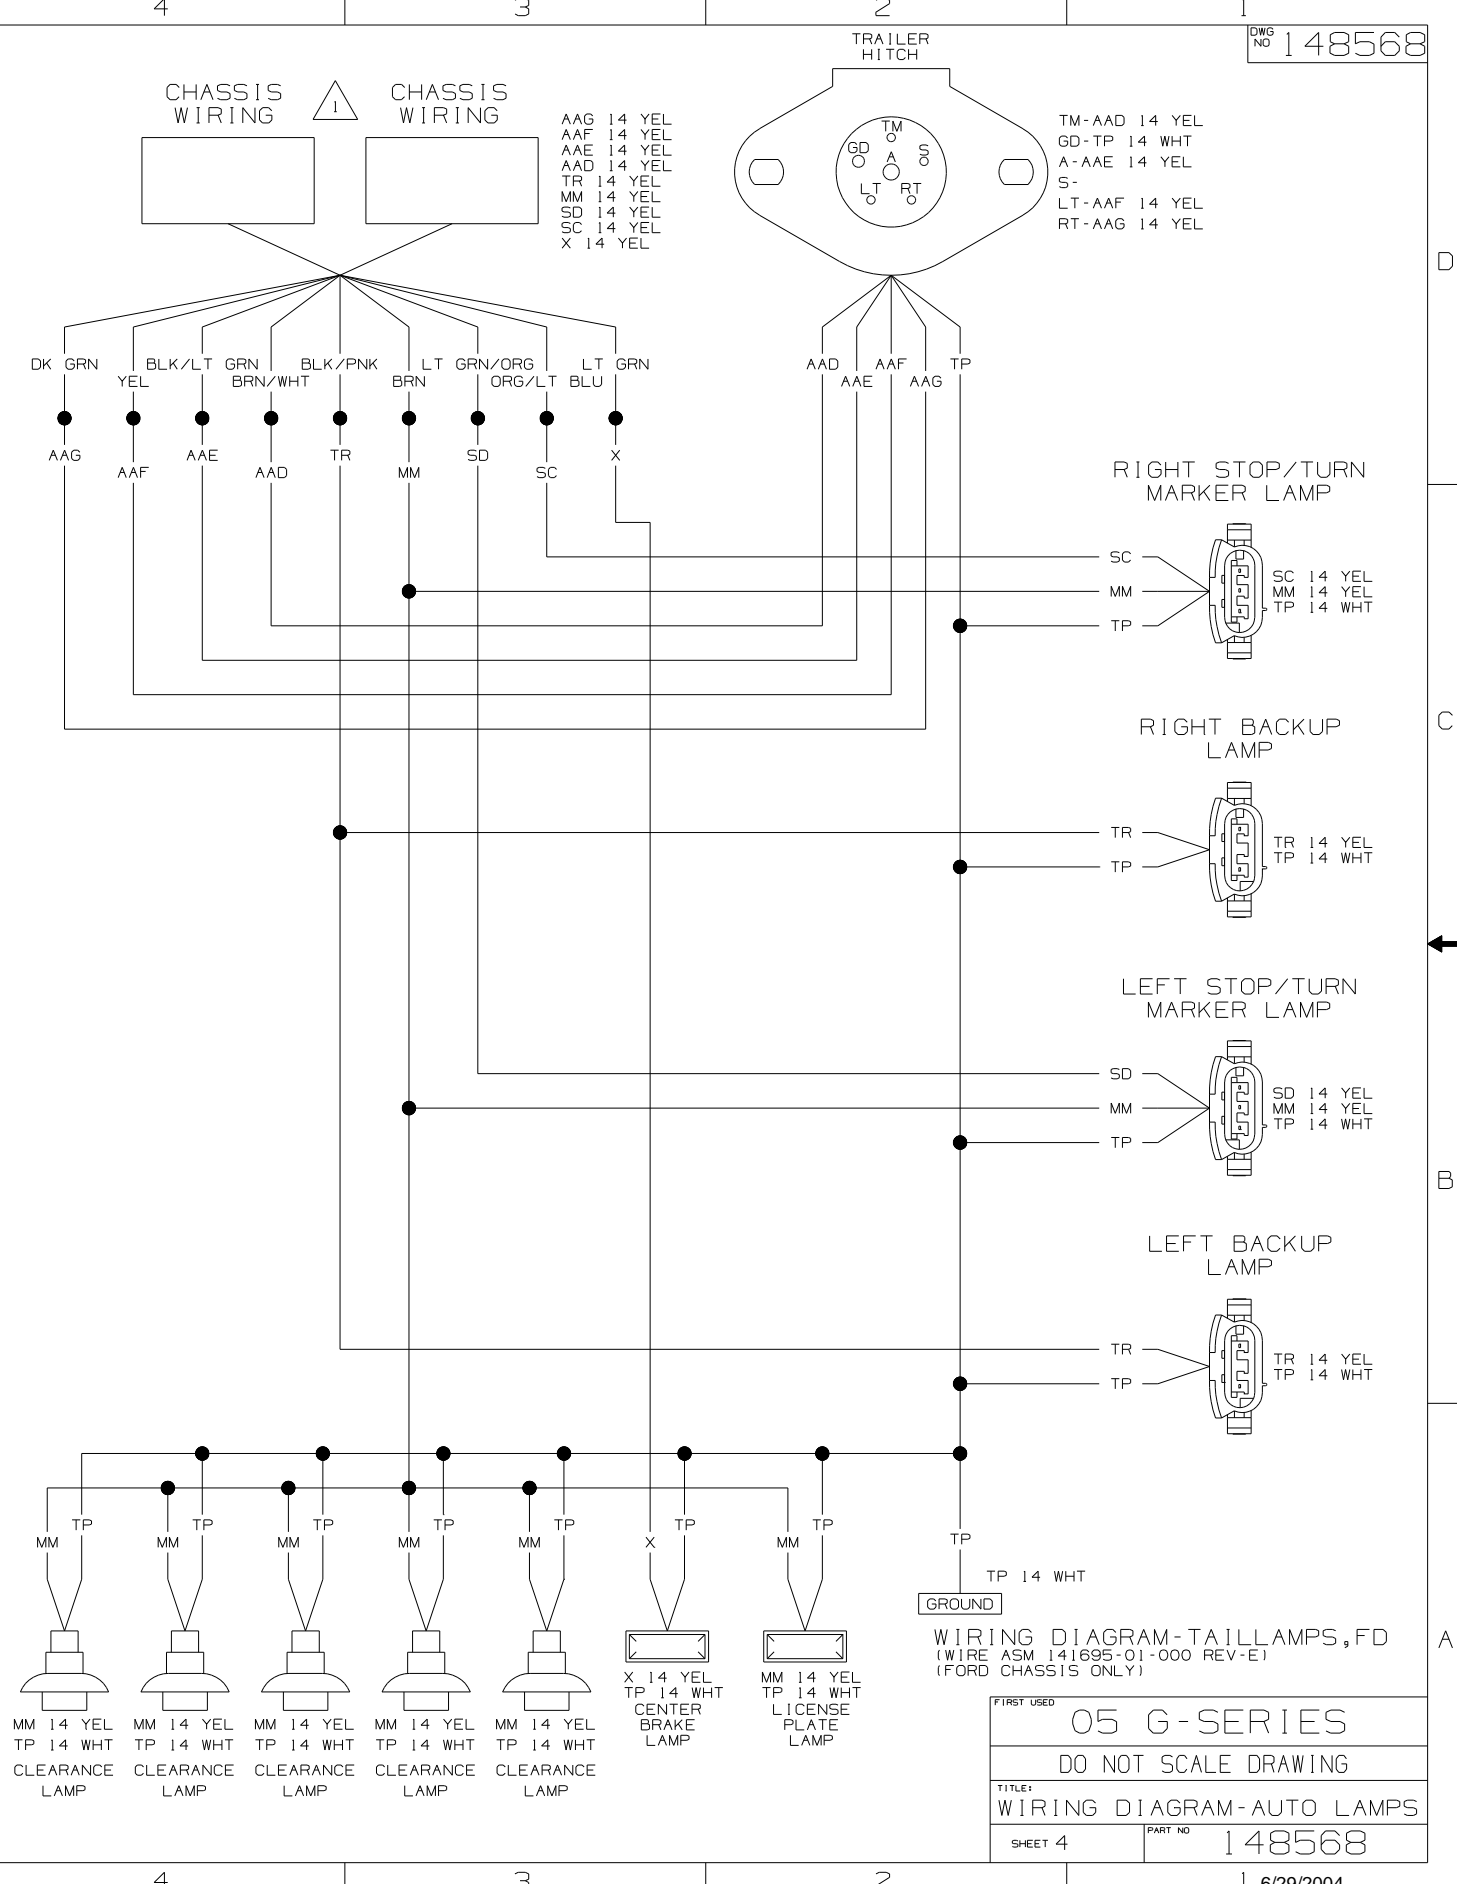 4 3 2 1
DWG NO 148568
TRAILER
HITCH
CHASSIS
WIRING
1
CHASSIS
WIRING
AAG 14 YEL
AAF 14 YEL
AAE 14 YEL
AAD 14 YEL
TR 14 YEL
MM 14 YEL
SD 14 YEL
SC 14 YEL
X 14 YEL
TM
GD
S
A
LT RT
TM-AAD 14 YEL
GD-TP 14 WHT
A-AAE 14 YEL
S-
LT-AAF 14 YEL
RT-AAG 14 YEL
D
DK GRN BLK/LT GRN BLK/PNK LT GRN/ORG LT GRN
YEL BRN/WHT BRN ORG/LT BLU
AAD AAF TP
AAE AAG
AAG AAE TR SD X
AAF AAD MM SC
RIGHT STOP/TURN
MARKER LAMP
SC
MM
TP
SC 14 YEL
MM 14 YEL
TP 14 WHT
C
RIGHT BACKUP
LAMP
TR
TP
TR 14 YEL
TP 14 WHT
LEFT STOP/TURN
MARKER LAMP
SD
MM
TP
SD 14 YEL
MM 14 YEL
TP 14 WHT
B
LEFT BACKUP
LAMP
TR
TP
TR 14 YEL
TP 14 WHT
TP TP TP TP TP TP TP
MM MM MM MM MM X MM
TP
TP 14 WHT
GROUND
MM 14 YEL
TP 14 WHT
CLEARANCE
LAMP
MM 14 YEL
TP 14 WHT
CLEARANCE
LAMP
MM 14 YEL
TP 14 WHT
CLEARANCE
LAMP
MM 14 YEL
TP 14 WHT
CLEARANCE
LAMP
MM 14 YEL
TP 14 WHT
CLEARANCE
LAMP
X 14 YEL
TP 14 WHT
CENTER
BRAKE
LAMP
MM 14 YEL
TP 14 WHT
LICENSE
PLATE
LAMP
WIRING DIAGRAM-TAILLAMPS,FD
(WIRE ASM 141695-01-000 REV-E)
(FORD CHASSIS ONLY)
A
FIRST USED
05 G-SERIES
DO NOT SCALE DRAWING
TITLE:
WIRING DIAGRAM-AUTO LAMPS
SHEET 4
PART NO 148568
4 3 2 1
6/29/2004